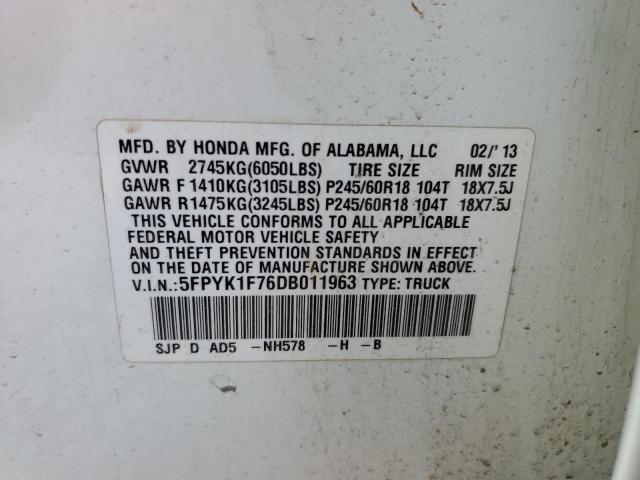 MFD. BY HONDA MFG. OF ALABAMA, LLC 02/'13
GVWR 2745KG(6050LBS) TIRE SIZE RIM SIZE
GAWR F 1410KG(3105LBS) P245/60R18 104T 18X7.5J
GAWR R1475KG(3245LBS) P245/60R18 104T 18X7.5J
THIS VEHICLE CONFORMS TO ALL APPLICABLE
FEDERAL MOTOR VEHICLE SAFETY
AND THEFT PREVENTION STANDARDS IN EFFECT
ON THE DATE OF MANUFACTURE SHOWN ABOVE.
V.I.N.:5FPYK1F76DB011963 TYPE: TRUCK
SJP D AD5 -NH578 -H -B